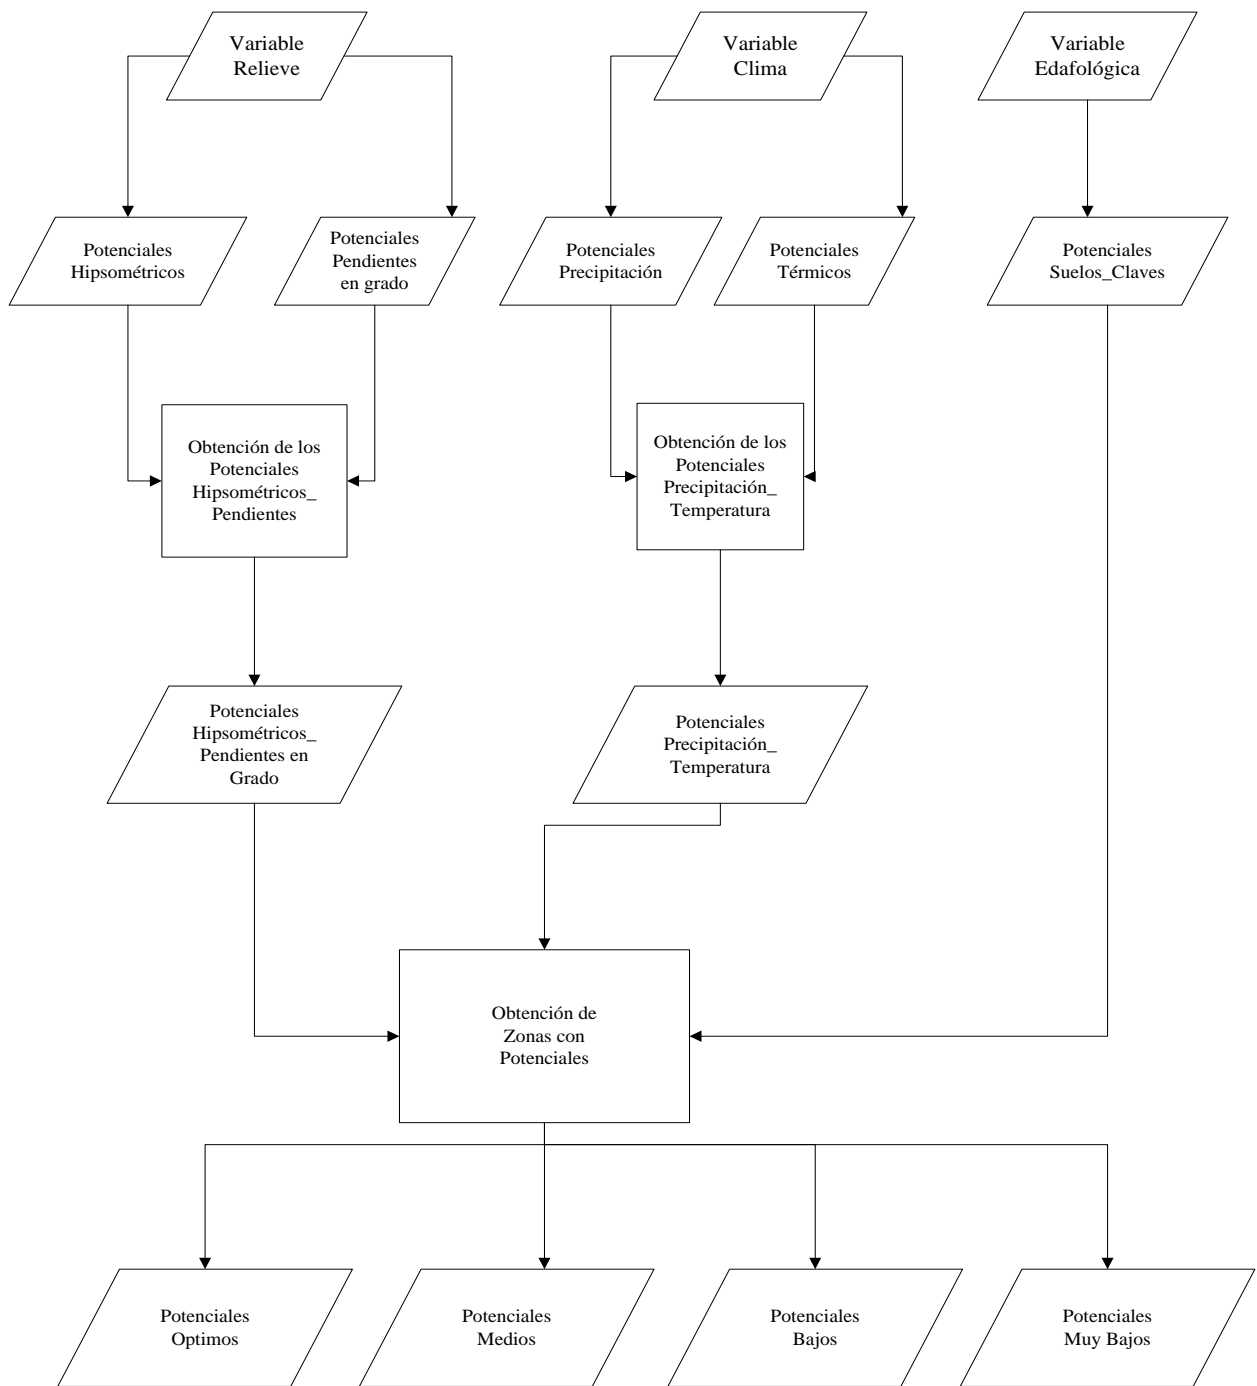 Variable
Relieve
Variable
Clima
Variable
Edafológica
Potenciales
Hipsométricos
Potenciales
Pendientes
en grado
Potenciales
Precipitación
Potenciales
Térmicos
Potenciales
Suelos_Claves
Obtención de los
Potenciales
Hipsométricos_
Pendientes
Obtención de los
Potenciales
Precipitación_
Temperatura
Potenciales
Hipsométricos_
Pendientes en
Grado
Potenciales
Precipitación_
Temperatura
Obtención de
Zonas con
Potenciales
Potenciales
Optimos
Potenciales
Medios
Potenciales
Bajos
Potenciales
Muy Bajos